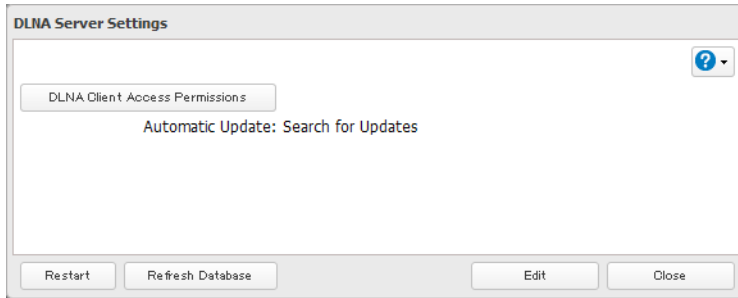 DLNA Server Settings
?
DLNA Client Access Permissions
Automatic Update: Search for Updates
Restart Refresh Database Edit Close